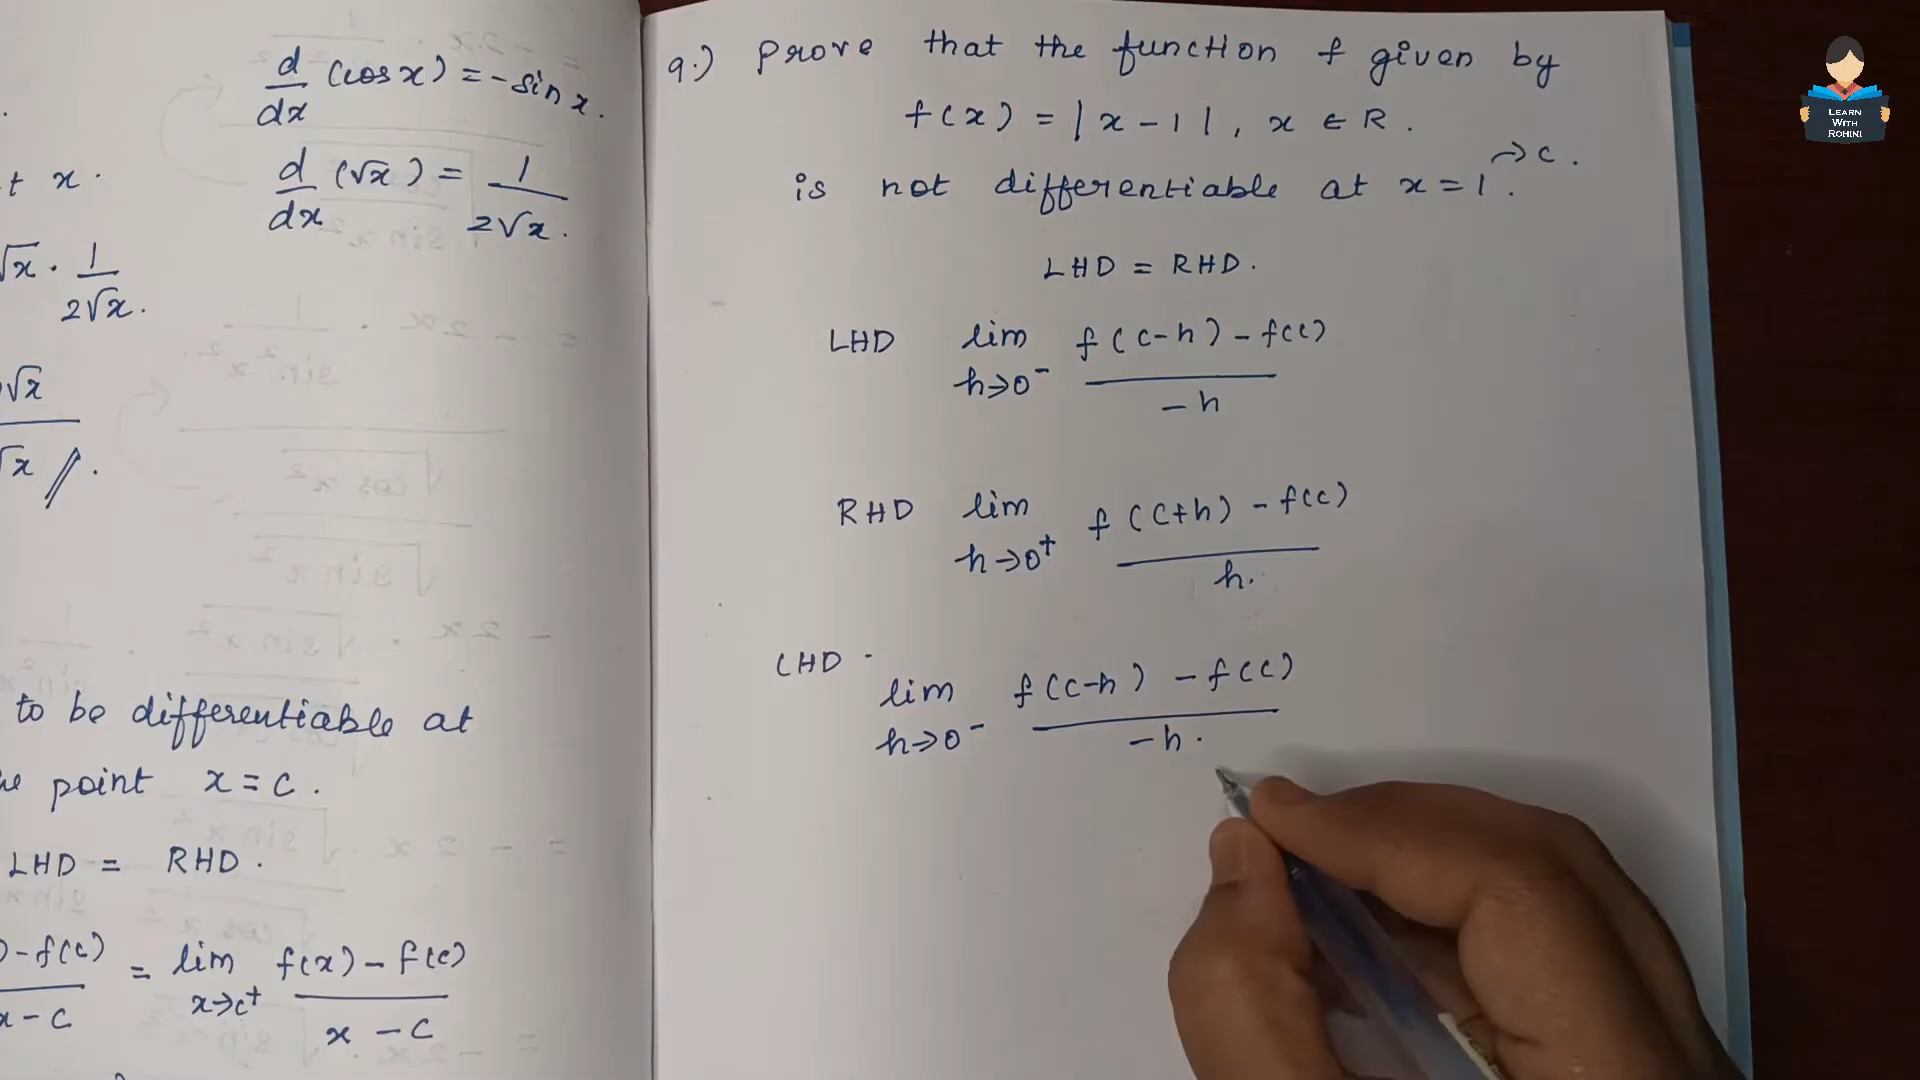 d/dx (cos x) = - sin x.
d/dx (√x) = 1/2√x.
t x.
√x . 1/2√x.
√x
√x //.
to be differentiable at
point x = c.
LHD = RHD.
) - f(c) / x - c = lim x→c⁺ f(x) - f(c) / x - c
9.) Prove that the function f given by
f(x) = |x - 1|, x ∈ R.
→ c.
is not differentiable at x = 1.
LHD = RHD.
LHD lim h→0⁻ f(c-h) - f(c) / -h
RHD lim h→0⁺ f(c+h) - f(c) / h.
LHD - lim h→0⁻ f(c-h) - f(c) / -h.
LEARN
WITH
ROHINI